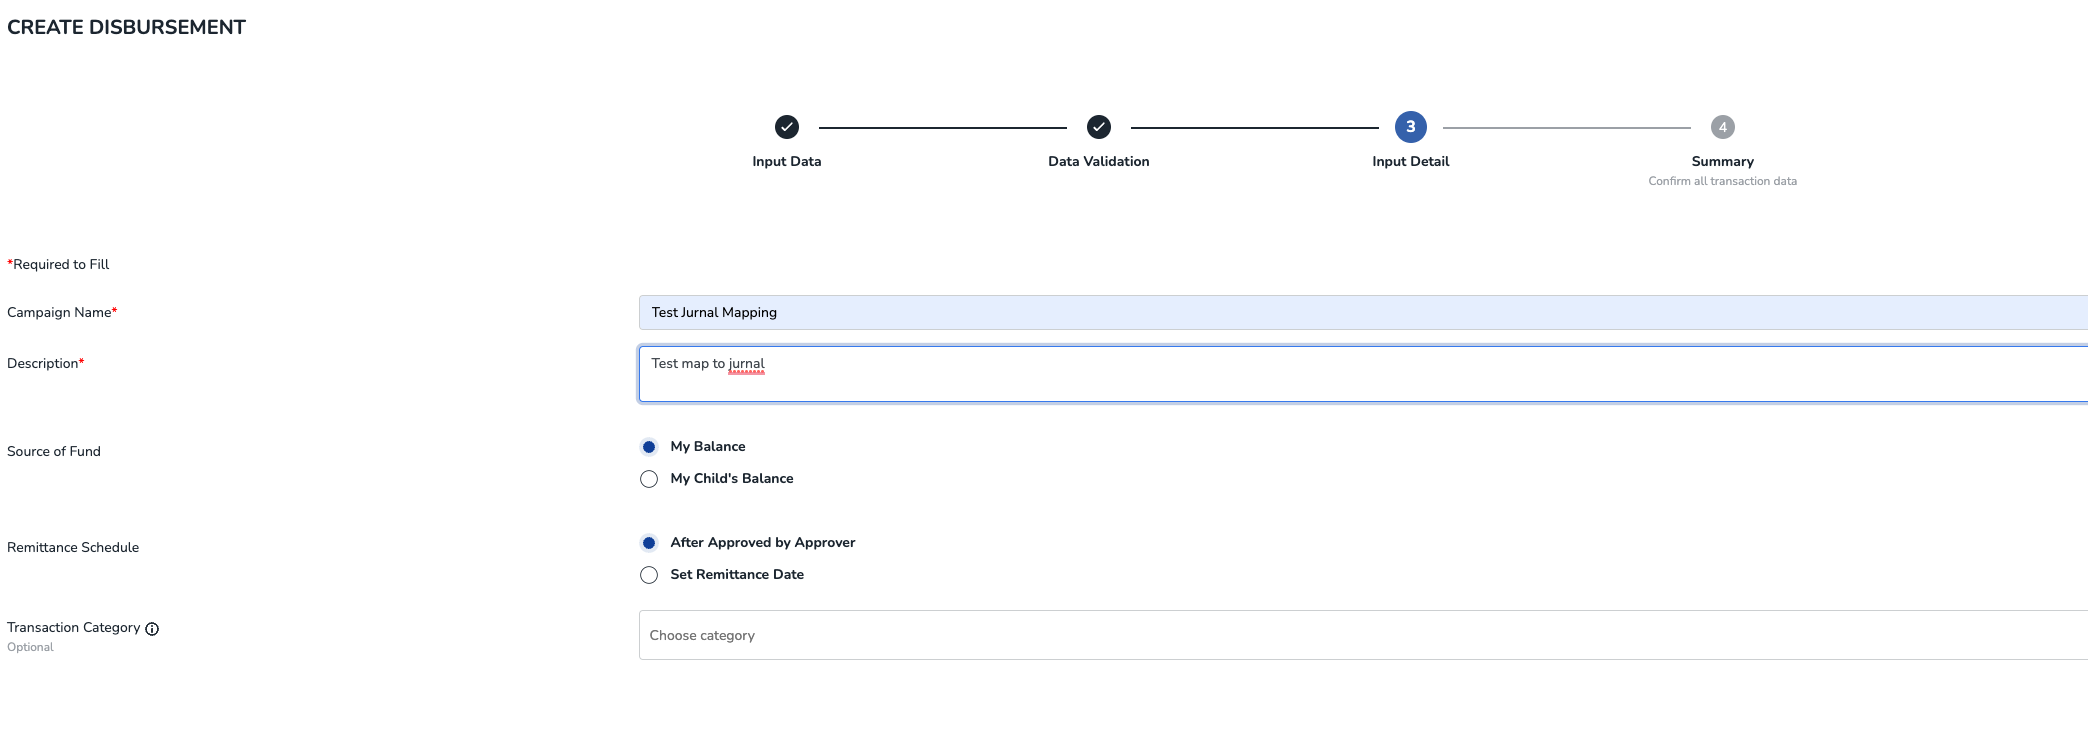 CREATE DISBURSEMENT
3
4
Input Data
Data Validation
Input Detail
Summary
Confirm all transaction data
*Required to Fill
Campaign Name*
Test Jurnal Mapping
Description*
Test map to jurnal
Source of Fund
My Balance
My Child's Balance
Remittance Schedule
After Approved by Approver
Set Remittance Date
Transaction Category
Optional
Choose category